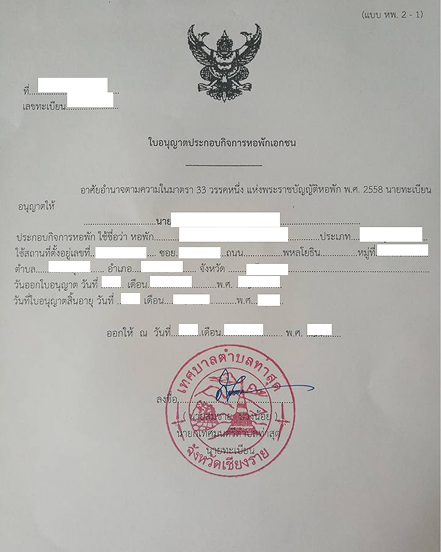 (แบบ หพ. 2 - 1)
ที่
เลขทะเบียน
ใบอนุญาตประกอบกิจการหอพักเอกชน
อาศัยอำนาจตามความในมาตรา 33 วรรคหนึ่ง แห่งพระราชบัญญัติหอพัก พ.ศ. 2558 นายทะเบียน
อนุญาตให้
นาย
ประกอบกิจการหอพัก ใช้ชื่อว่า หอพัก ประเภท
ใช้สถานที่ตั้งอยู่เลขที่ ซอย ถนน พหลโยธิน หมู่ที่
ตำบล อำเภอ จังหวัด
วันออกใบอนุญาต วันที่ เดือน พ.ศ.
วันที่ใบอนุญาตสิ้นอายุ วันที่ เดือน พ.ศ.
ออกให้ ณ วันที่ เดือน พ.ศ.
เทศบาลตำบลท่าสุด
ลงชื่อ
นายกเทศมนตรีตำบลท่าสุด
นายทะเบียน
จังหวัดเชียงราย